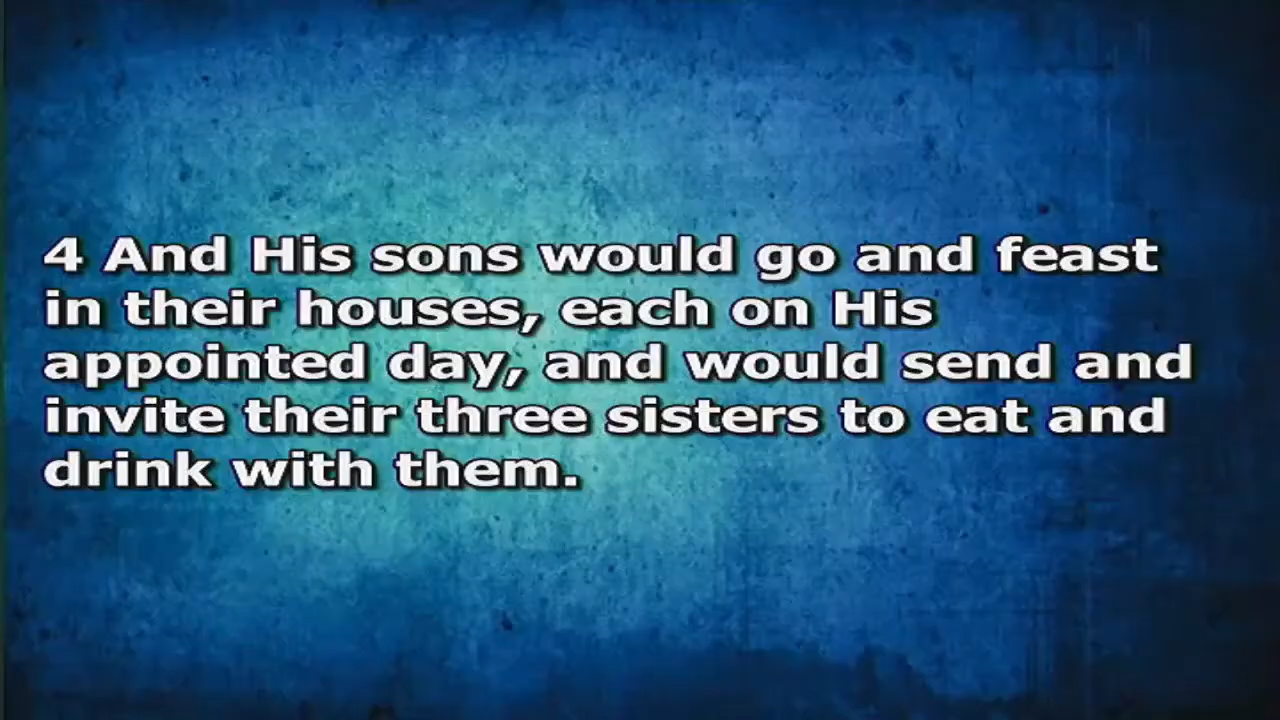 4 And His sons would go and feast
in their houses, each on His
appointed day, and would send and
invite their three sisters to eat and
drink with them.